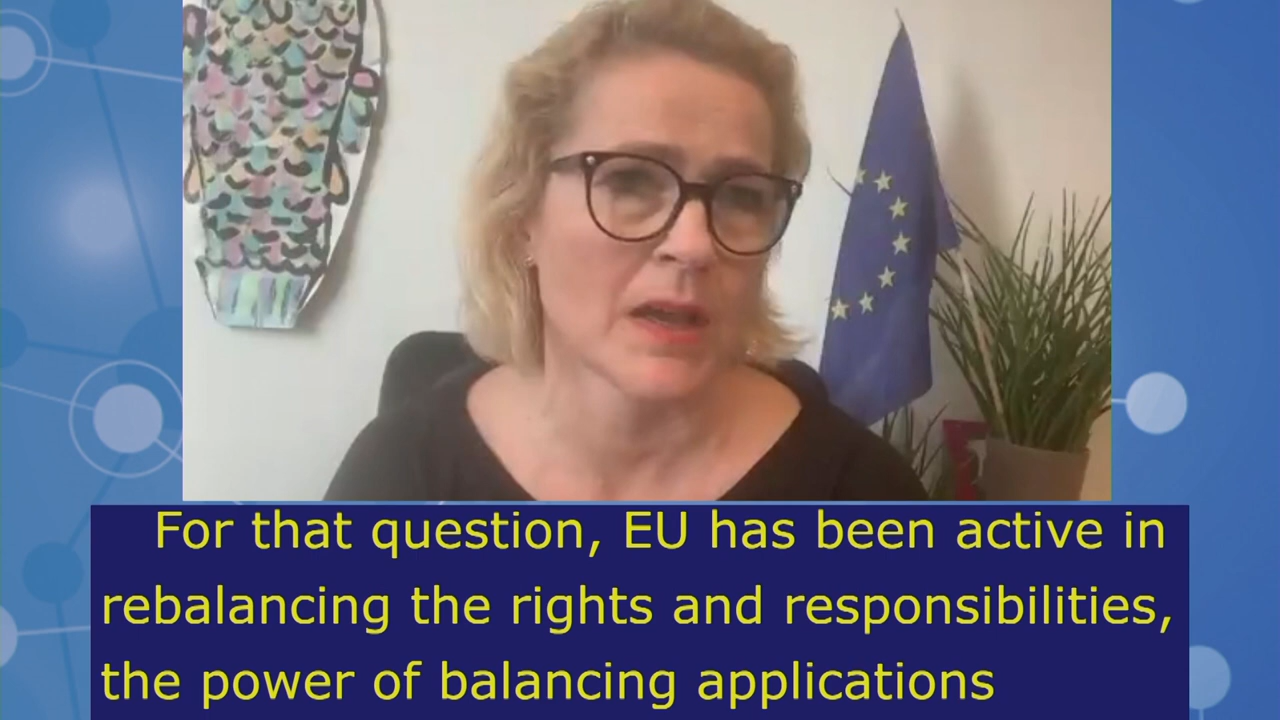 For that question, EU has been active in
rebalancing the rights and responsibilities,
the power of balancing applications